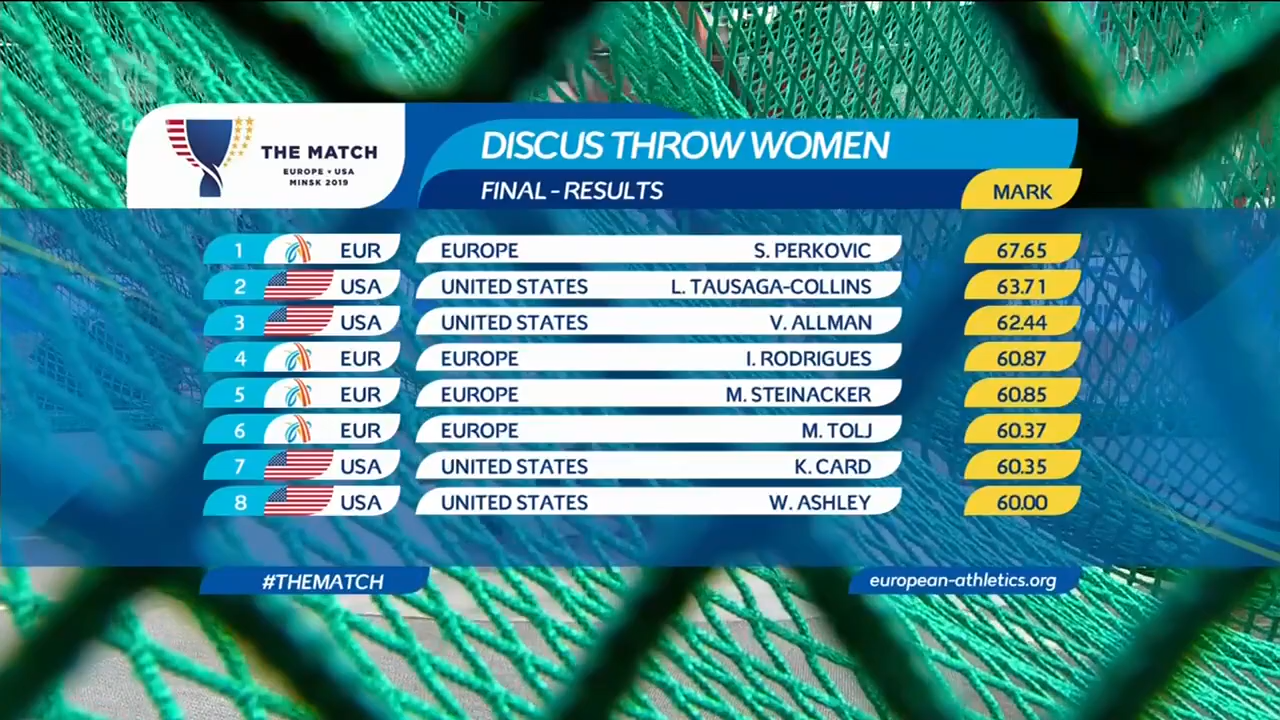 THE MATCH
EUROPE • USA
MINSK 2019
DISCUS THROW WOMEN
FINAL - RESULTS
MARK
1 EUR EUROPE S. PERKOVIC 67.65
2 USA UNITED STATES L. TAUSAGA-COLLINS 63.71
3 USA UNITED STATES V. ALLMAN 62.44
4 EUR EUROPE I. RODRIGUES 60.87
5 EUR EUROPE M. STEINACKER 60.85
6 EUR EUROPE M. TOLJ 60.37
7 USA UNITED STATES K. CARD 60.35
8 USA UNITED STATES W. ASHLEY 60.00
#THEMATCH
european-athletics.org